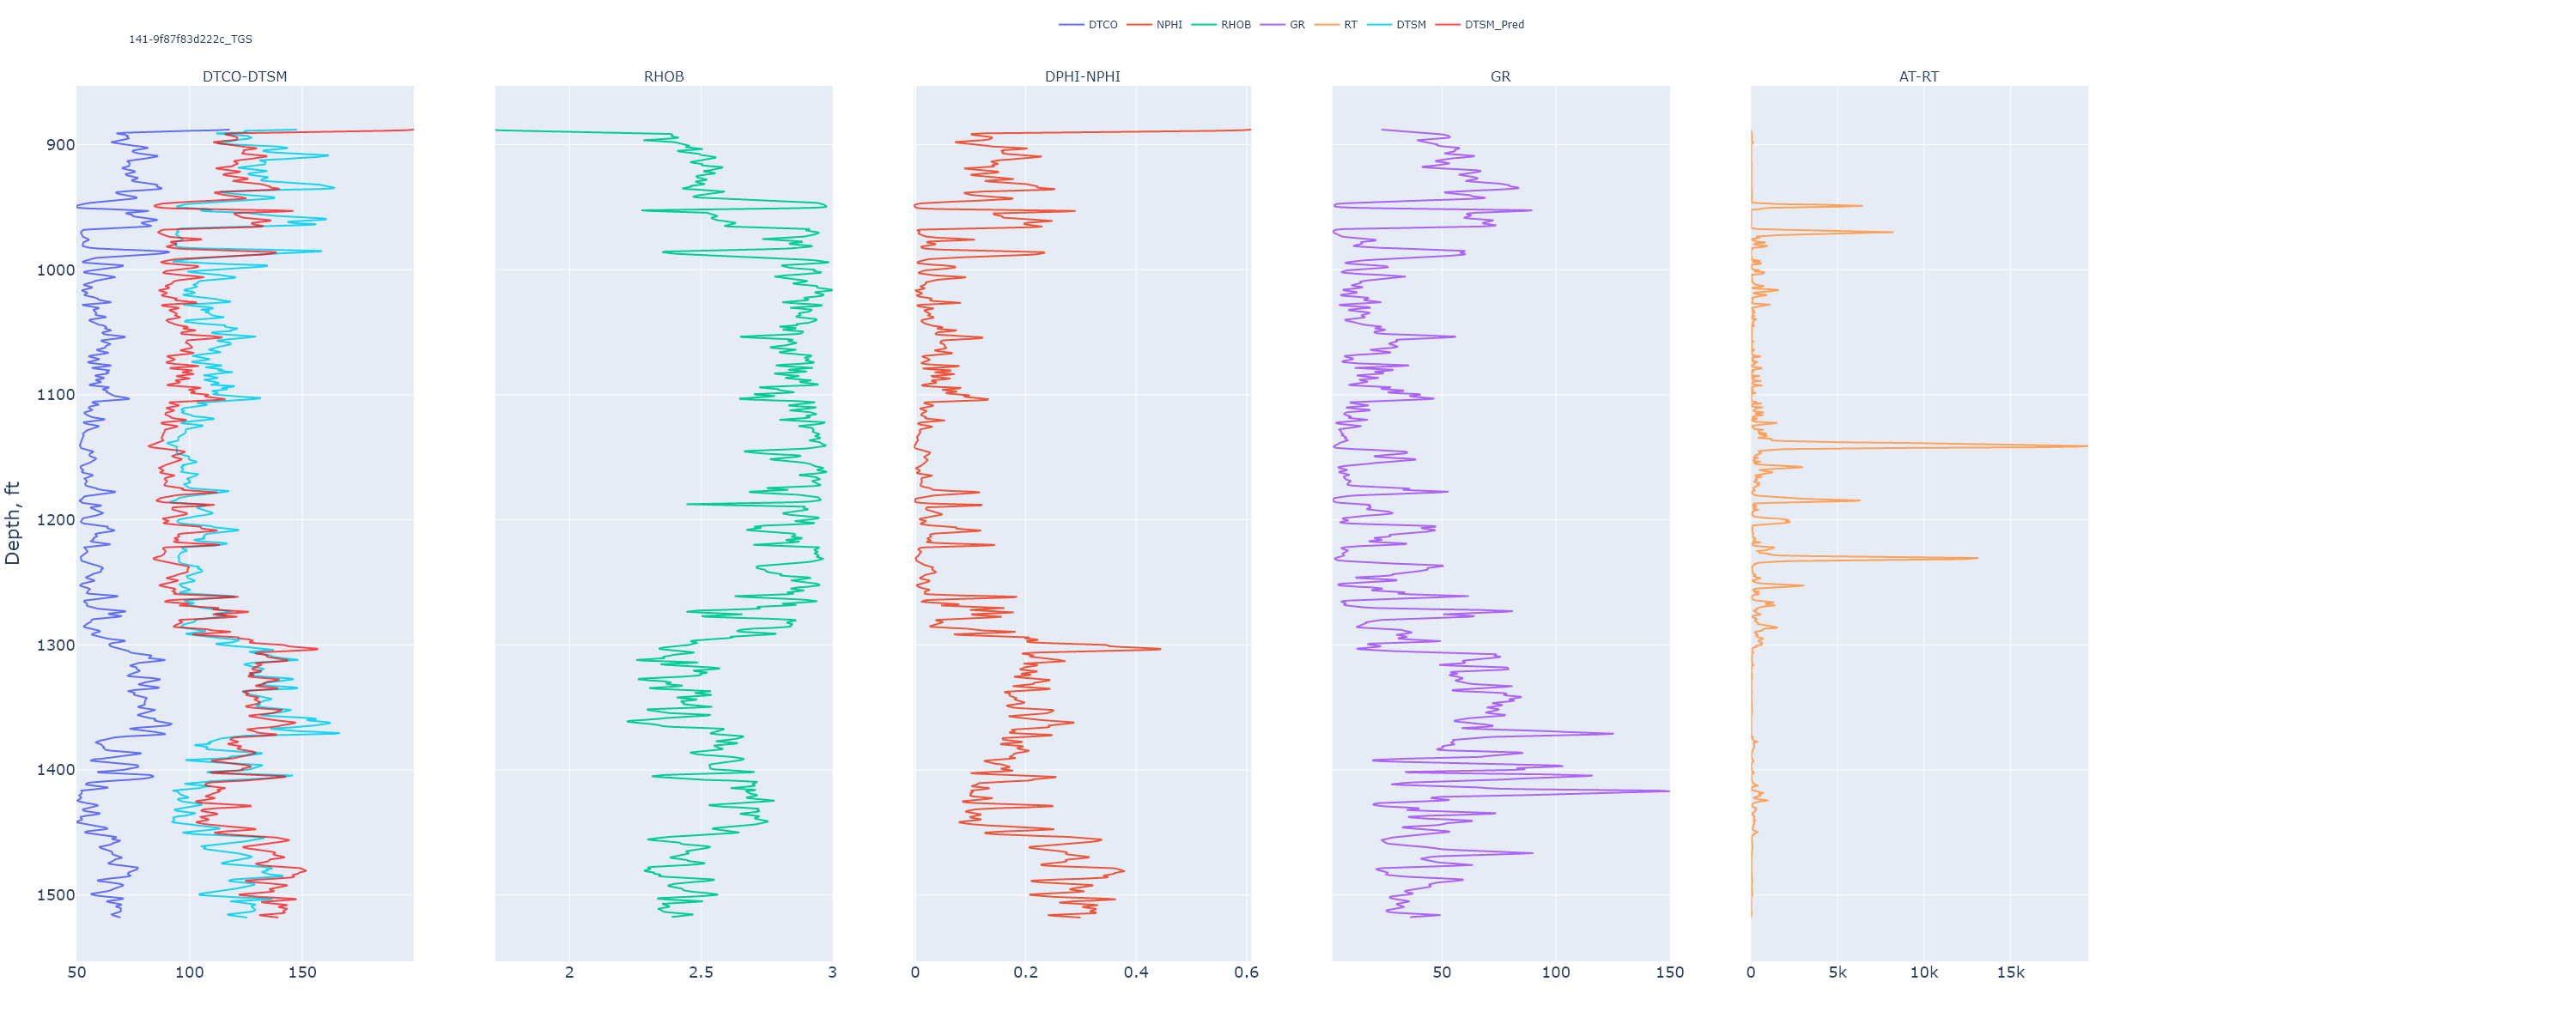 DTCO NPHI RHOB GR RT DTSM DTSM_Pred
141-9f87f83d222c_TGS
DTCO-DTSM RHOB DPHI-NPHI GR AT-RT
Depth, ft
900
1000
1100
1200
1300
1400
1500
50 100 150 2 2.5 3 0 0.2 0.4 0.6 50 100 150 0 5k 10k 15k